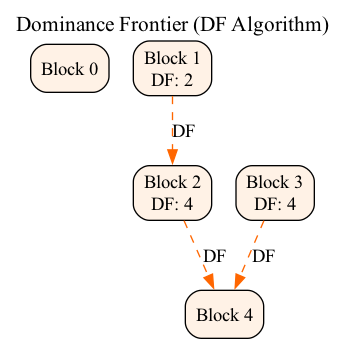 Dominance Frontier (DF Algorithm)
Block 0
Block 1
DF: 2
DF
Block 2
DF: 4
Block 3
DF: 4
DF
DF
Block 4